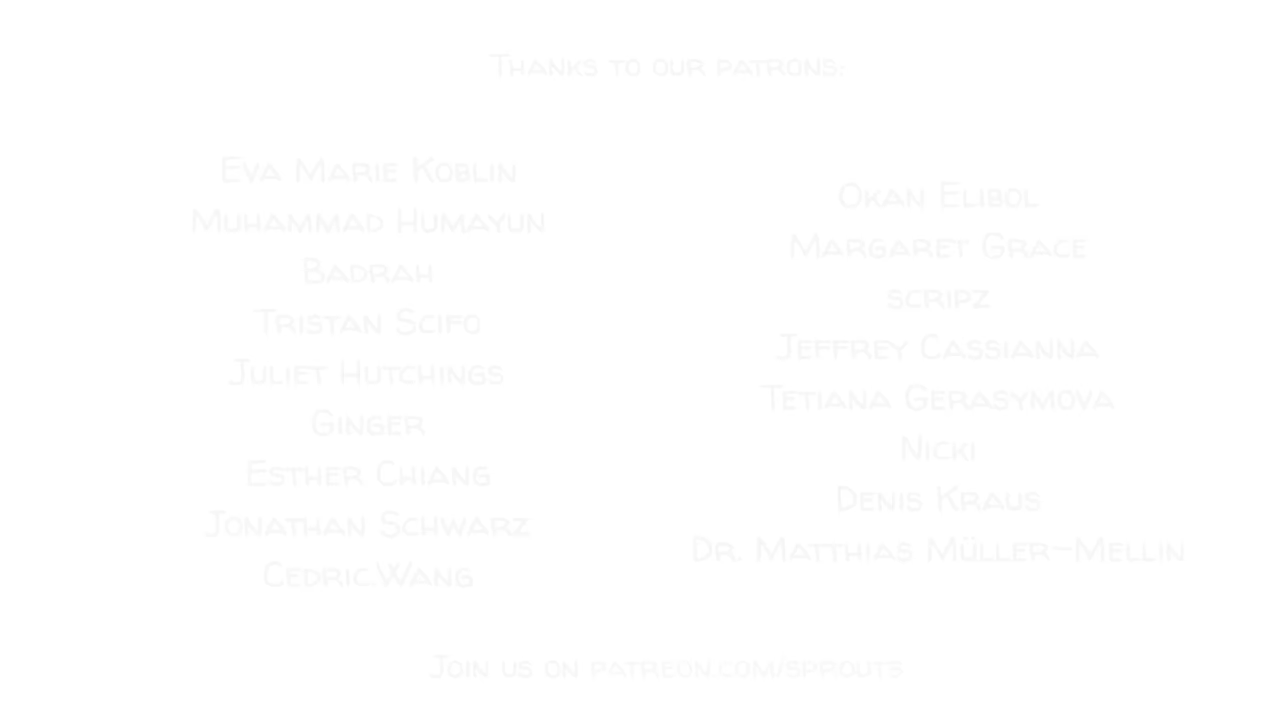 Thanks to our patrons:
Eva Marie Koblin
Muhammad Humayun
Badrah
Tristan Scifo
Juliet Hutchings
Ginger
Esther Chiang
Jonathan Schwarz
Cedric.Wang
Okan Elibol
Margaret Grace
scripz
Jeffrey Cassianna
Tetiana Gerasymova
Nicki
Denis Kraus
Dr. Matthias Müller-Mellin
Join us on patreon.com/sprouts